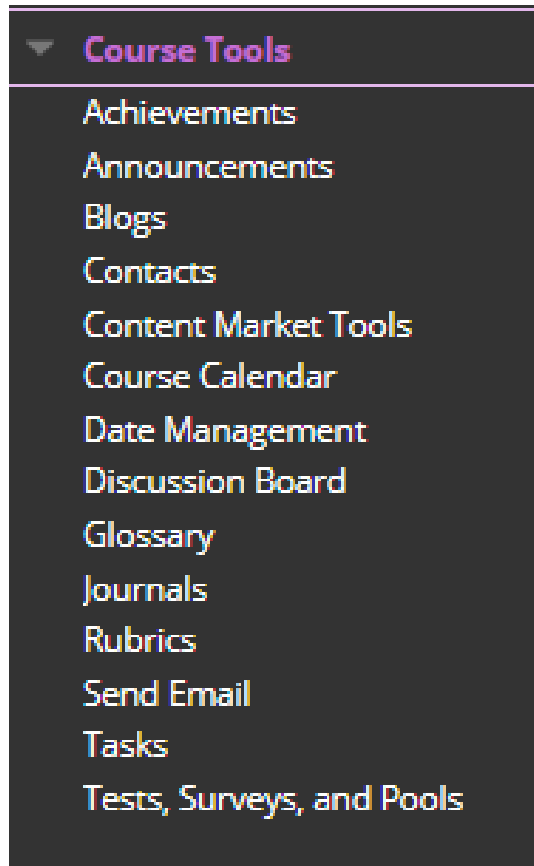 Course Tools
Achievements
Announcements
Blogs
Contacts
Content Market Tools
Course Calendar
Date Management
Discussion Board
Glossary
Journals
Rubrics
Send Email
Tasks
Tests, Surveys, and Pools